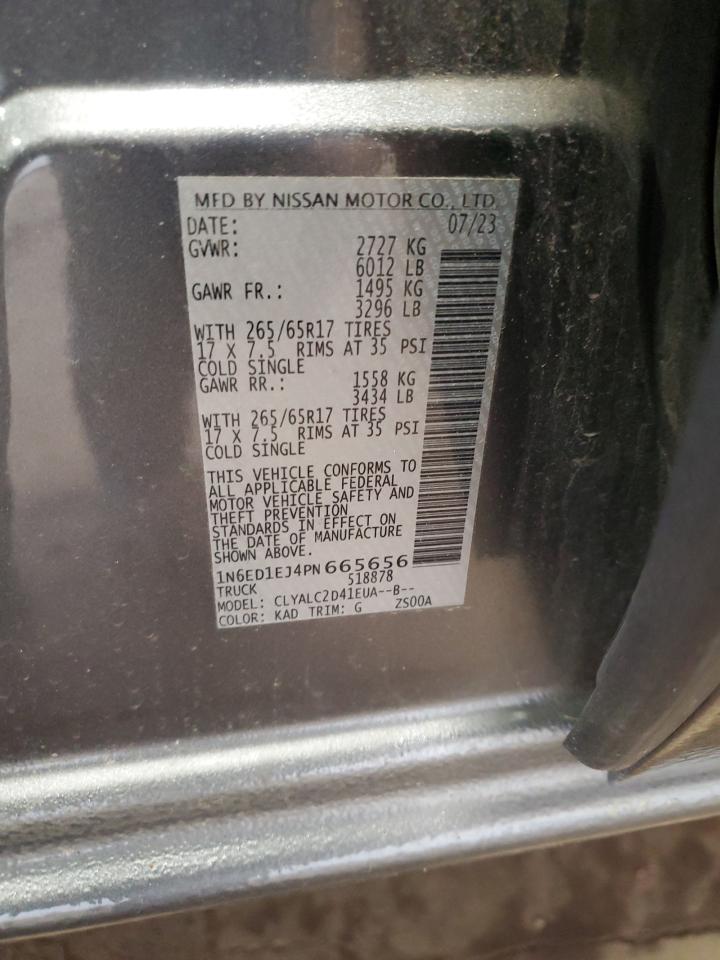 MFD BY NISSAN MOTOR CO., LTD.
DATE: 07/23
GVWR: 2727 KG
6012 LB
GAWR FR.: 1495 KG
3296 LB
WITH 265/65R17 TIRES
17 X 7.5 RIMS AT 35 PSI
COLD SINGLE
GAWR RR.: 1558 KG
3434 LB
WITH 265/65R17 TIRES
17 X 7.5 RIMS AT 35 PSI
COLD SINGLE
THIS VEHICLE CONFORMS TO
ALL APPLICABLE FEDERAL
MOTOR VEHICLE SAFETY AND
THEFT PREVENTION
STANDARDS IN EFFECT ON
THE DATE OF MANUFACTURE
SHOWN ABOVE.
1N6ED1EJ4PN665656
TRUCK 518878
MODEL: CLYALC2D41EUA--B--
COLOR: KAD TRIM: G ZS00A